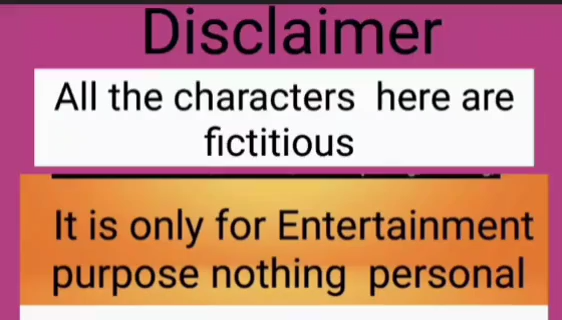 Disclaimer
All the characters here are
fictitious
It is only for Entertainment
purpose nothing personal